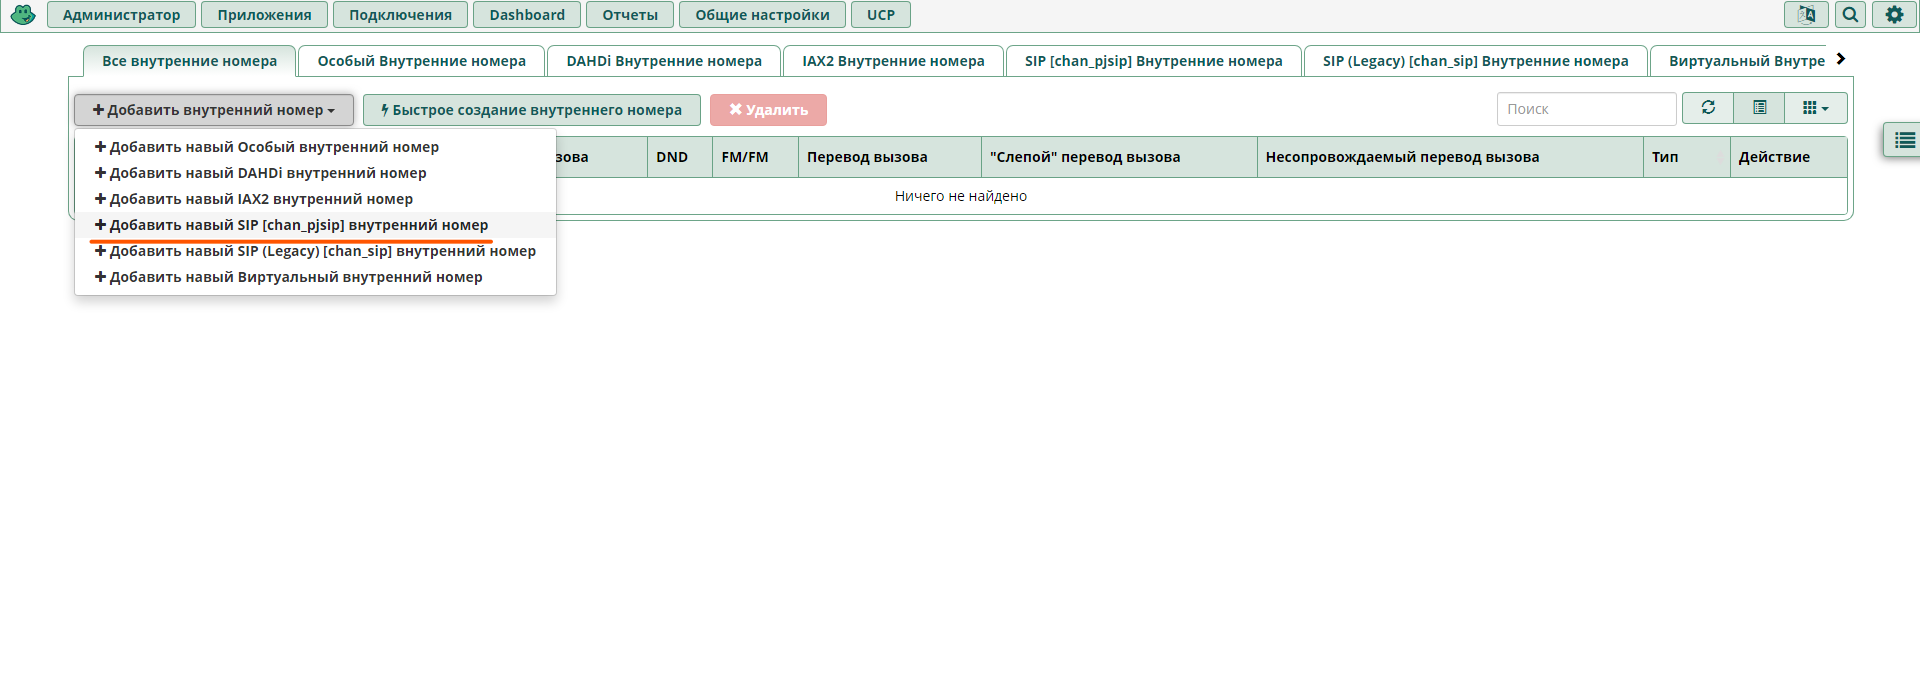 Администратор Приложения Подключения Dashboard Отчеты Общие настройки UCP
Все внутренние номера Особый Внутренние номера DAHDi Внутренние номера IAX2 Внутренние номера SIP [chan_pjsip] Внутренние номера SIP (Legacy) [chan_sip] Внутренние номера Виртуальный Внутре
Добавить внутренний номер Быстрое создание внутреннего номера Удалить Поиск
зова DND FM/FM Перевод вызова "Слепой" перевод вызова Несопровождаемый перевод вызова Тип Действие
Ничего не найдено
Добавить навый Особый внутренний номер
Добавить навый DAHDi внутренний номер
Добавить навый IAX2 внутренний номер
Добавить навый SIP [chan_pjsip] внутренний номер
Добавить навый SIP (Legacy) [chan_sip] внутренний номер
Добавить навый Виртуальный внутренний номер